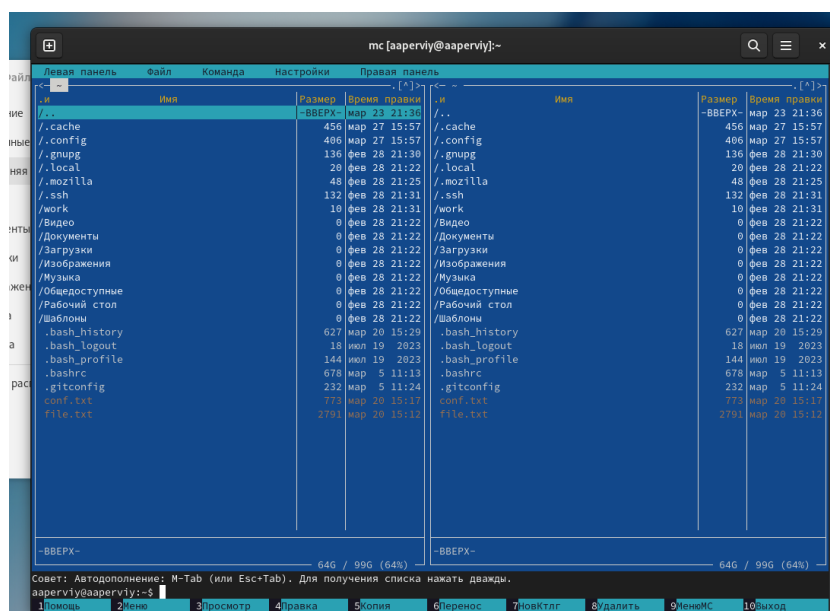 mc [aaperviy@aaperviy]:~
Левая панель Файл Команда Настройки Правая панель
<─ ~ .[^]> <─ ~ .[^]>
.и Имя Размер Время правки .и Имя Размер Время правки
/.. -ВВЕРХ- мар 23 21:36 /.. -ВВЕРХ- мар 23 21:36
/.cache 456 мар 27 15:57 /.cache 456 мар 27 15:57
/.config 406 мар 27 15:57 /.config 406 мар 27 15:57
/.gnupg 136 фев 28 21:30 /.gnupg 136 фев 28 21:30
/.local 20 фев 28 21:22 /.local 20 фев 28 21:22
/.mozilla 48 фев 28 21:25 /.mozilla 48 фев 28 21:25
/.ssh 132 фев 28 21:31 /.ssh 132 фев 28 21:31
/work 10 фев 28 21:31 /work 10 фев 28 21:31
/Видео 0 фев 28 21:22 /Видео 0 фев 28 21:22
/Документы 0 фев 28 21:22 /Документы 0 фев 28 21:22
/Загрузки 0 фев 28 21:22 /Загрузки 0 фев 28 21:22
/Изображения 0 фев 28 21:22 /Изображения 0 фев 28 21:22
/Музыка 0 фев 28 21:22 /Музыка 0 фев 28 21:22
/Общедоступные 0 фев 28 21:22 /Общедоступные 0 фев 28 21:22
/Рабочий стол 0 фев 28 21:22 /Рабочий стол 0 фев 28 21:22
/Шаблоны 0 фев 28 21:22 /Шаблоны 0 фев 28 21:22
.bash_history 627 мар 20 15:29 .bash_history 627 мар 20 15:29
.bash_logout 18 июл 19 2023 .bash_logout 18 июл 19 2023
.bash_profile 144 июл 19 2023 .bash_profile 144 июл 19 2023
.bashrc 678 мар 5 11:13 .bashrc 678 мар 5 11:13
.gitconfig 232 мар 5 11:24 .gitconfig 232 мар 5 11:24
conf.txt 773 мар 20 15:17 conf.txt 773 мар 20 15:17
file.txt 2791 мар 20 15:12 file.txt 2791 мар 20 15:12
-ВВЕРХ- -ВВЕРХ-
64G / 99G (64%) 64G / 99G (64%)
Совет: Автодополнение: M-Tab (или Esc+Tab). Для получения списка нажать дважды.
aaperviy@aaperviy:~$
1Помощь 2Меню 3Просмотр 4Правка 5Копия 6Перенос 7НовКтлг 8Удалить 9МенюMC 10Выход